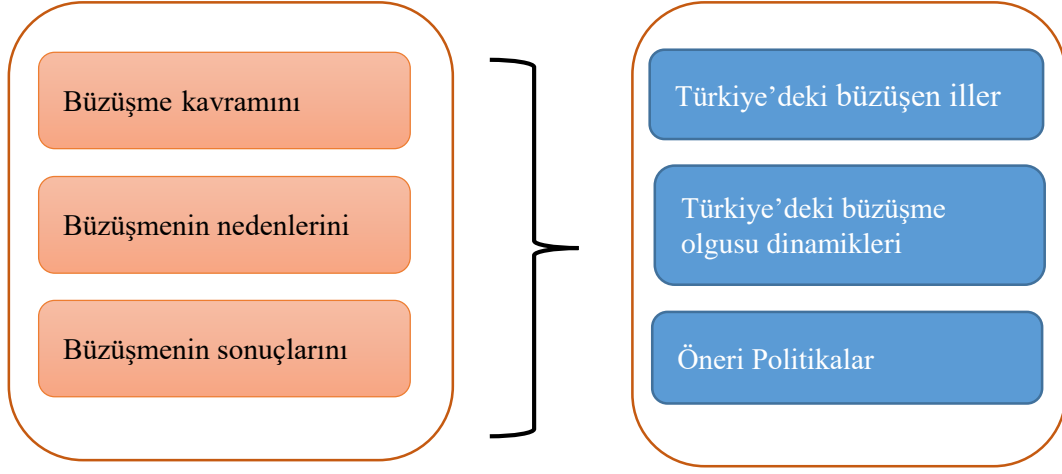 Büzüşme kavramını
Büzüşmenin nedenlerini
Büzüşmenin sonuçlarını
Türkiye’deki büzüşen iller
Türkiye’deki büzüşme
olgusu dinamikleri
Öneri Politikalar